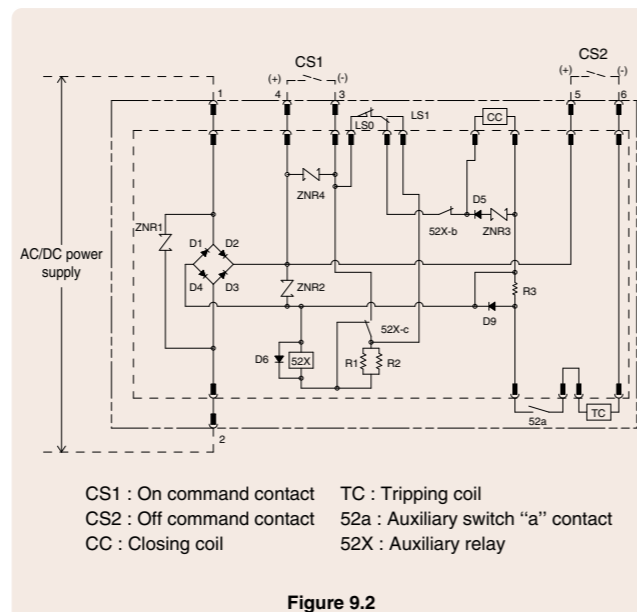 CS1
CS2
(+) (-)
(+) (-)
1
4
3
5
6
LS0
LS1
CC
ZNR4
ZNR1
D5
52X-b
ZNR3
D1
D2
AC/DC power
supply
D4
D3
ZNR2
R3
D9
52X-c
D6
52X
R1
R2
52a
TC
2
CS1 : On command contact
CS2 : Off command contact
CC : Closing coil
TC : Tripping coil
52a : Auxiliary switch “a” contact
52X : Auxiliary relay
Figure 9.2